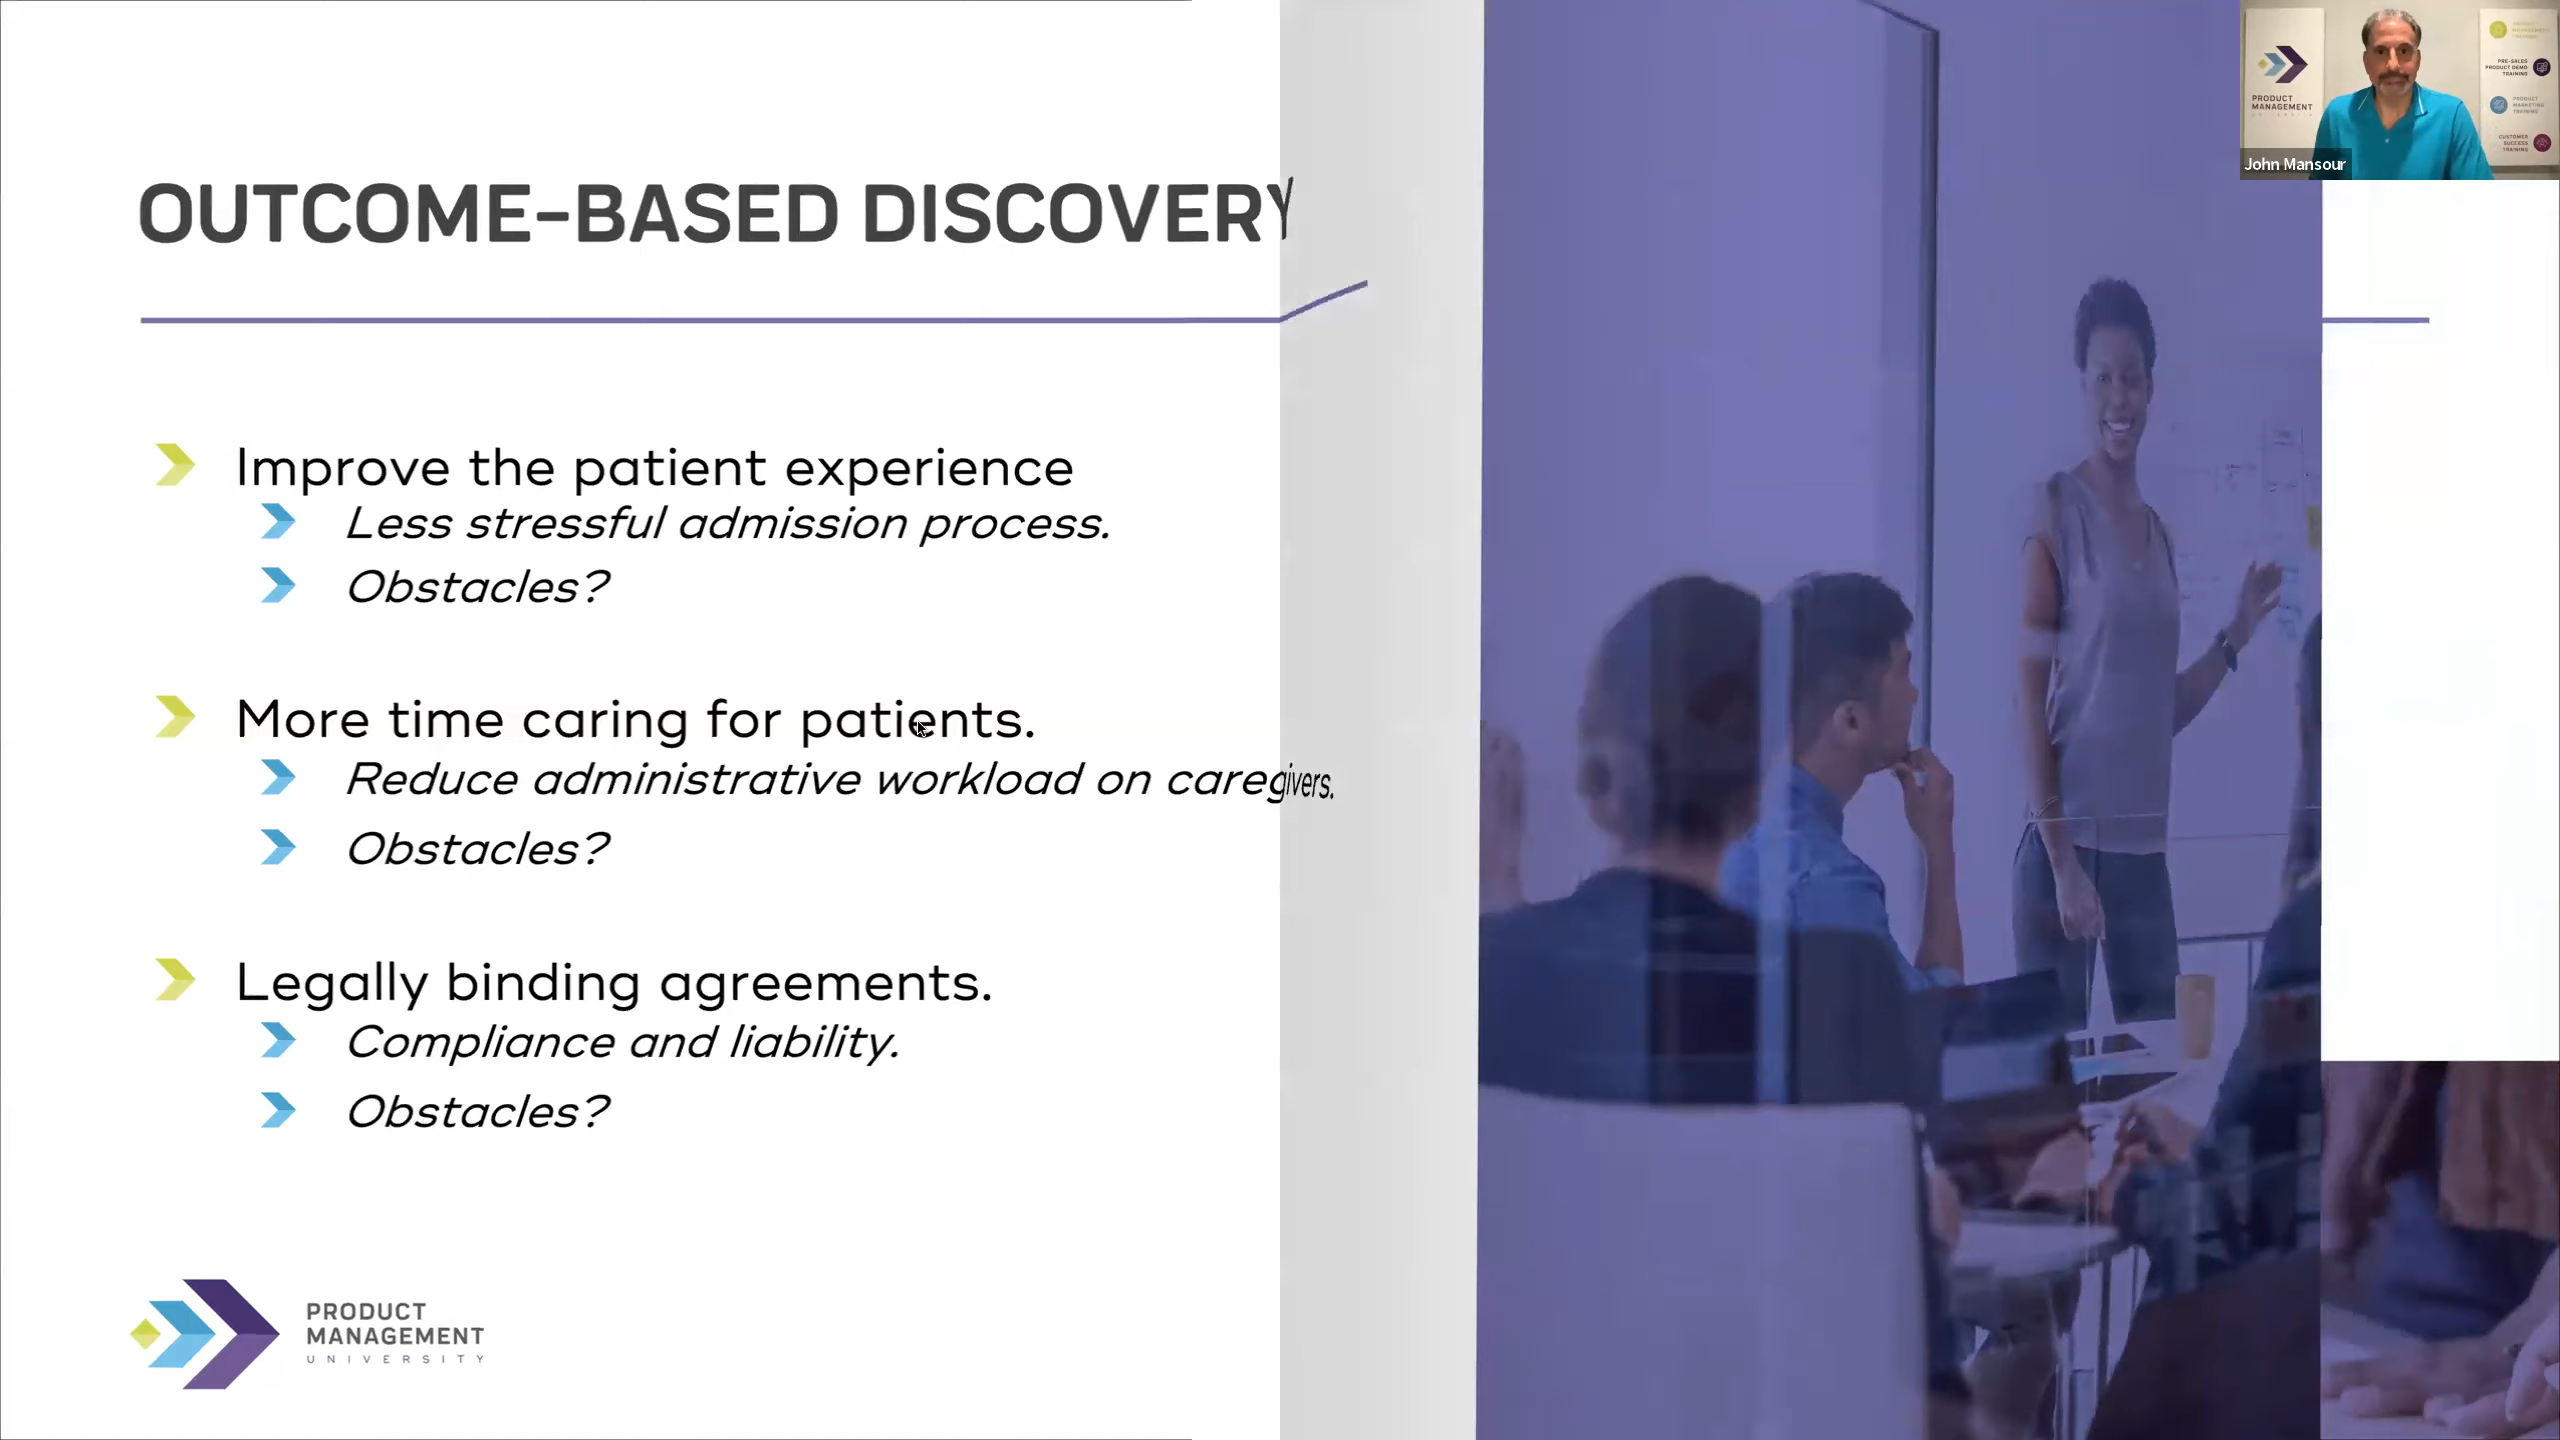 OUTCOME-BASED DISCOVERY
Improve the patient experience
Less stressful admission process.
Obstacles?
More time caring for patients.
Reduce administrative workload on caregivers.
Obstacles?
Legally binding agreements.
Compliance and liability.
Obstacles?
PRODUCT
MANAGEMENT
UNIVERSITY
PRODUCT
MANAGEMENT
John Mansour
PRE-SALES
PRODUCT DEMO
TRAINING
PRODUCT
MARKETING
TRAINING
CUSTOMER
SUCCESS
TRAINING